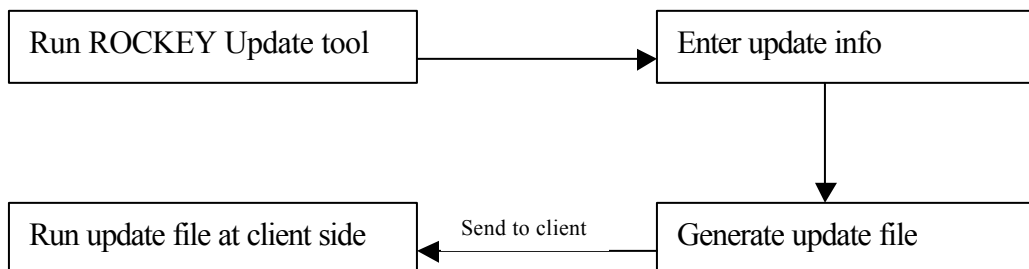 Run ROCKEY Update tool
Enter update info
Run update file at client side
Send to client
Generate update file